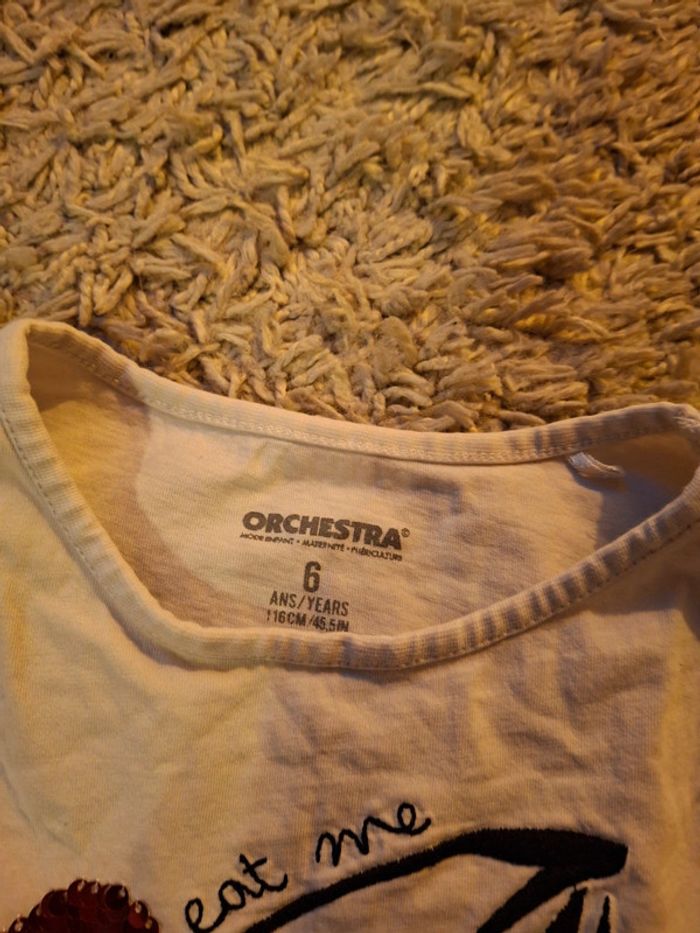 ORCHESTRA©
MODE ENFANT • MATERNITÉ • PUÉRICULTURE
6
ANS/YEARS
116CM/45,5IN
eat me